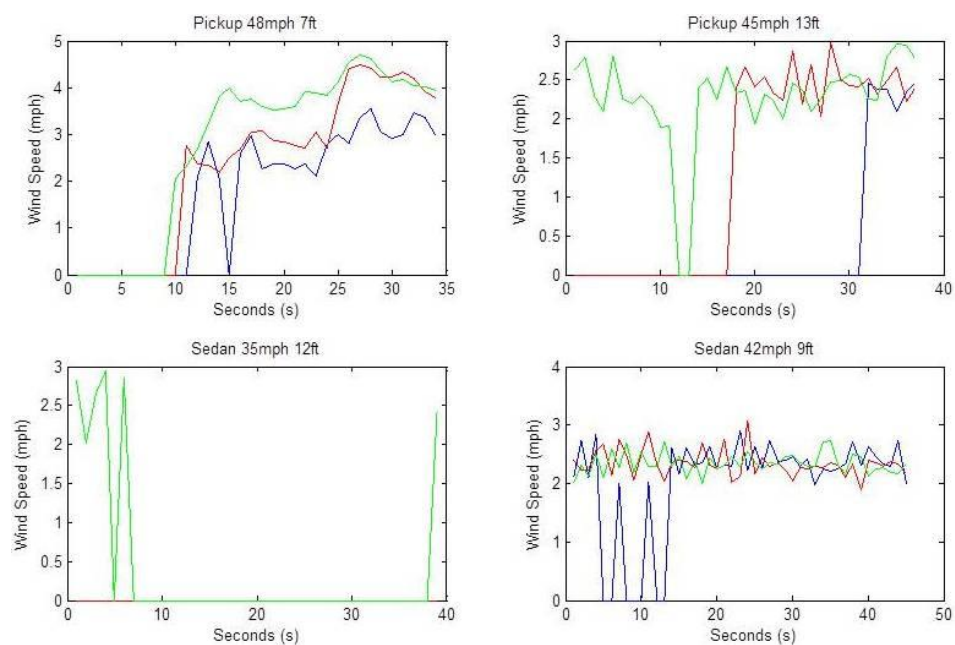 Pickup 48mph 7ft
5
4
3
2
1
0
Wind Speed (mph)
0 5 10 15 20 25 30 35
Seconds (s)
Pickup 45mph 13ft
3
2.5
2
1.5
1
0.5
0
Wind Speed (mph)
0 10 20 30 40
Seconds (s)
Sedan 35mph 12ft
3
2.5
2
1.5
1
0.5
0
Wind Speed (mph)
0 10 20 30 40
Seconds (s)
Sedan 42mph 9ft
4
3
2
1
0
Wind Speed (mph)
0 10 20 30 40 50
Seconds (s)